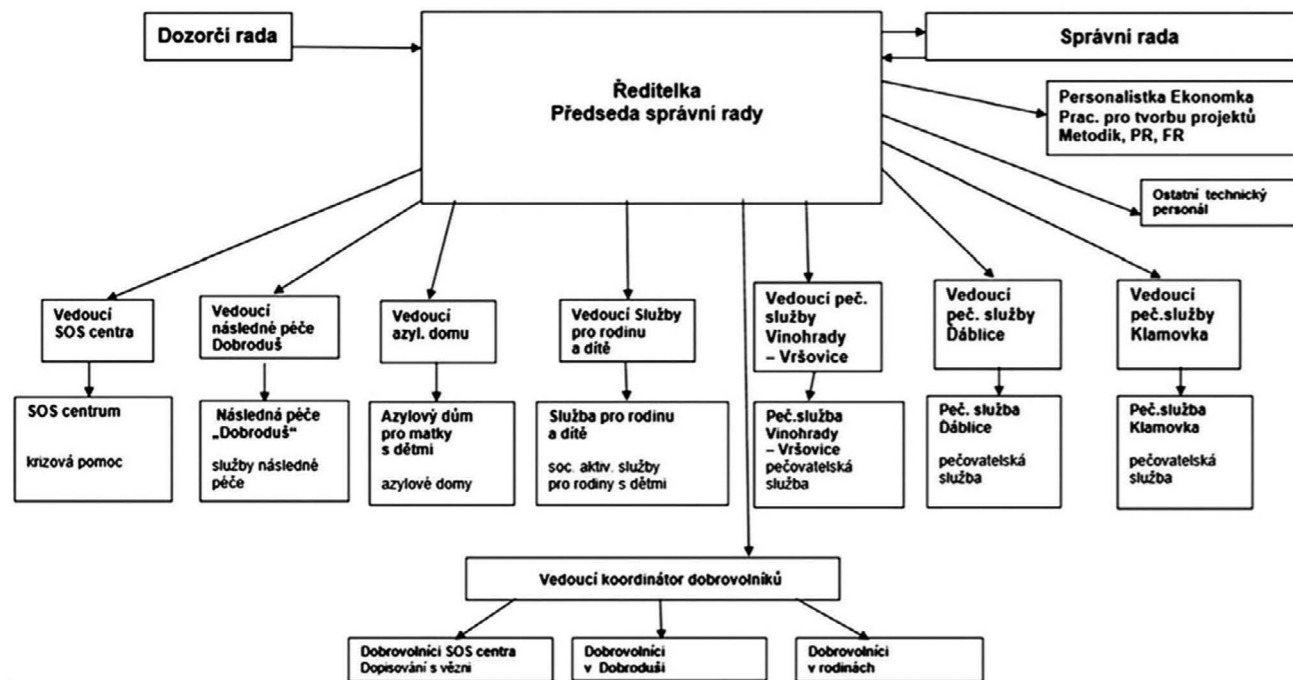 Dozorčí rada
Ředitelka
Předseda správní rady
Správní rada
Personalistka Ekonomka
Prac. pro tvorbu projektů
Metodik, PR, FR
Ostatní technický
personál
Vedoucí
SOS centra
Vedoucí
následné péče
Dobroduš
Vedoucí
azyl. domu
Vedoucí Služby
pro rodinu
a dítě
Vedoucí peč.
služby
Vinohrady
– Vršovice
Vedoucí
peč. služby
Ďáblice
Vedoucí
peč.služby
Klamovka
SOS centrum
krizová pomoc
Následná péče
„Dobroduš“
služby následné
péče
Azylový dům
pro matky
s dětmi
azylové domy
Služba pro rodinu
a dítě
soc. aktiv. služby
pro rodiny s dětmi
Peč.služba
Vinohrady
– Vršovice
pečovatelská
služba
Peč. služba
Ďáblice
pečovatelská
služba
Peč.služba
Klamovka
pečovatelská
služba
Vedoucí koordinátor dobrovolníků
Dobrovolníci SOS centra
Dopisování s vězni
Dobrovolníci
v Dobroduši
Dobrovolníci
v rodinách